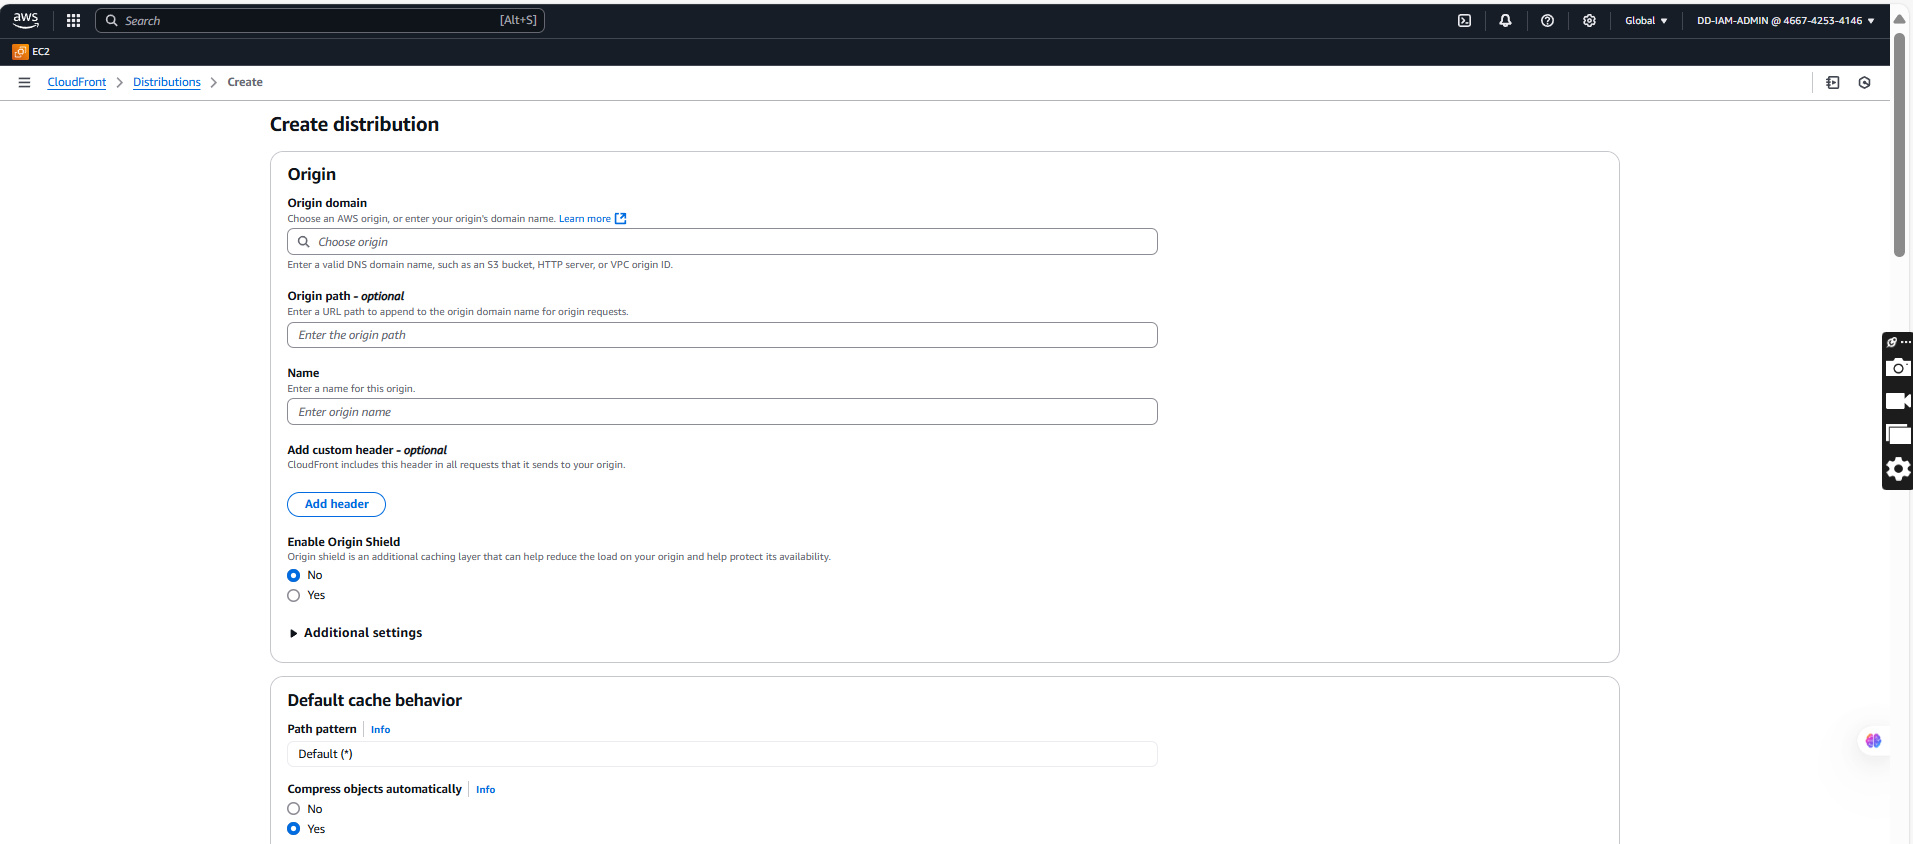 aws
Search [Alt+S]
Global
DD-IAM-ADMIN @ 4667-4253-4146
EC2
CloudFront > Distributions > Create
Create distribution
Origin
Origin domain
Choose an AWS origin, or enter your origin's domain name. Learn more
Choose origin
Enter a valid DNS domain name, such as an S3 bucket, HTTP server, or VPC origin ID.
Origin path - optional
Enter a URL path to append to the origin domain name for origin requests.
Enter the origin path
Name
Enter a name for this origin.
Enter origin name
Add custom header - optional
CloudFront includes this header in all requests that it sends to your origin.
Add header
Enable Origin Shield
Origin shield is an additional caching layer that can help reduce the load on your origin and help protect its availability.
No
Yes
Additional settings
Default cache behavior
Path pattern Info
Default (*)
Compress objects automatically Info
No
Yes